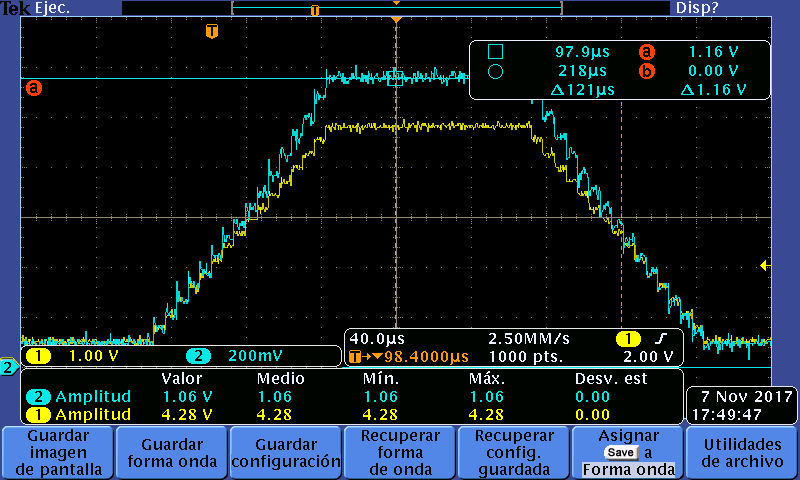 Tek Ejec. Disp?
T
T
97.9µs a 1.16 V
218µs b 0.00 V
Δ121µs Δ1.16 V
a
2
1 1.00 V 2 200mV
40.0µs 2.50MM/s 1 2.00 V
T→▼98.4000µs 1000 pts.
Valor Medio Mín. Máx. Desv. est
2 Amplitud 1.06 V 1.06 1.06 1.06 0.00
1 Amplitud 4.28 V 4.28 4.28 4.28 0.00
7 Nov 2017
17:49:47
Guardar imagen de pantalla
Guardar forma onda
Guardar configuración
Recuperar forma de onda
Recuperar config. guardada
Asignar Save a Forma onda
Utilidades de archivo